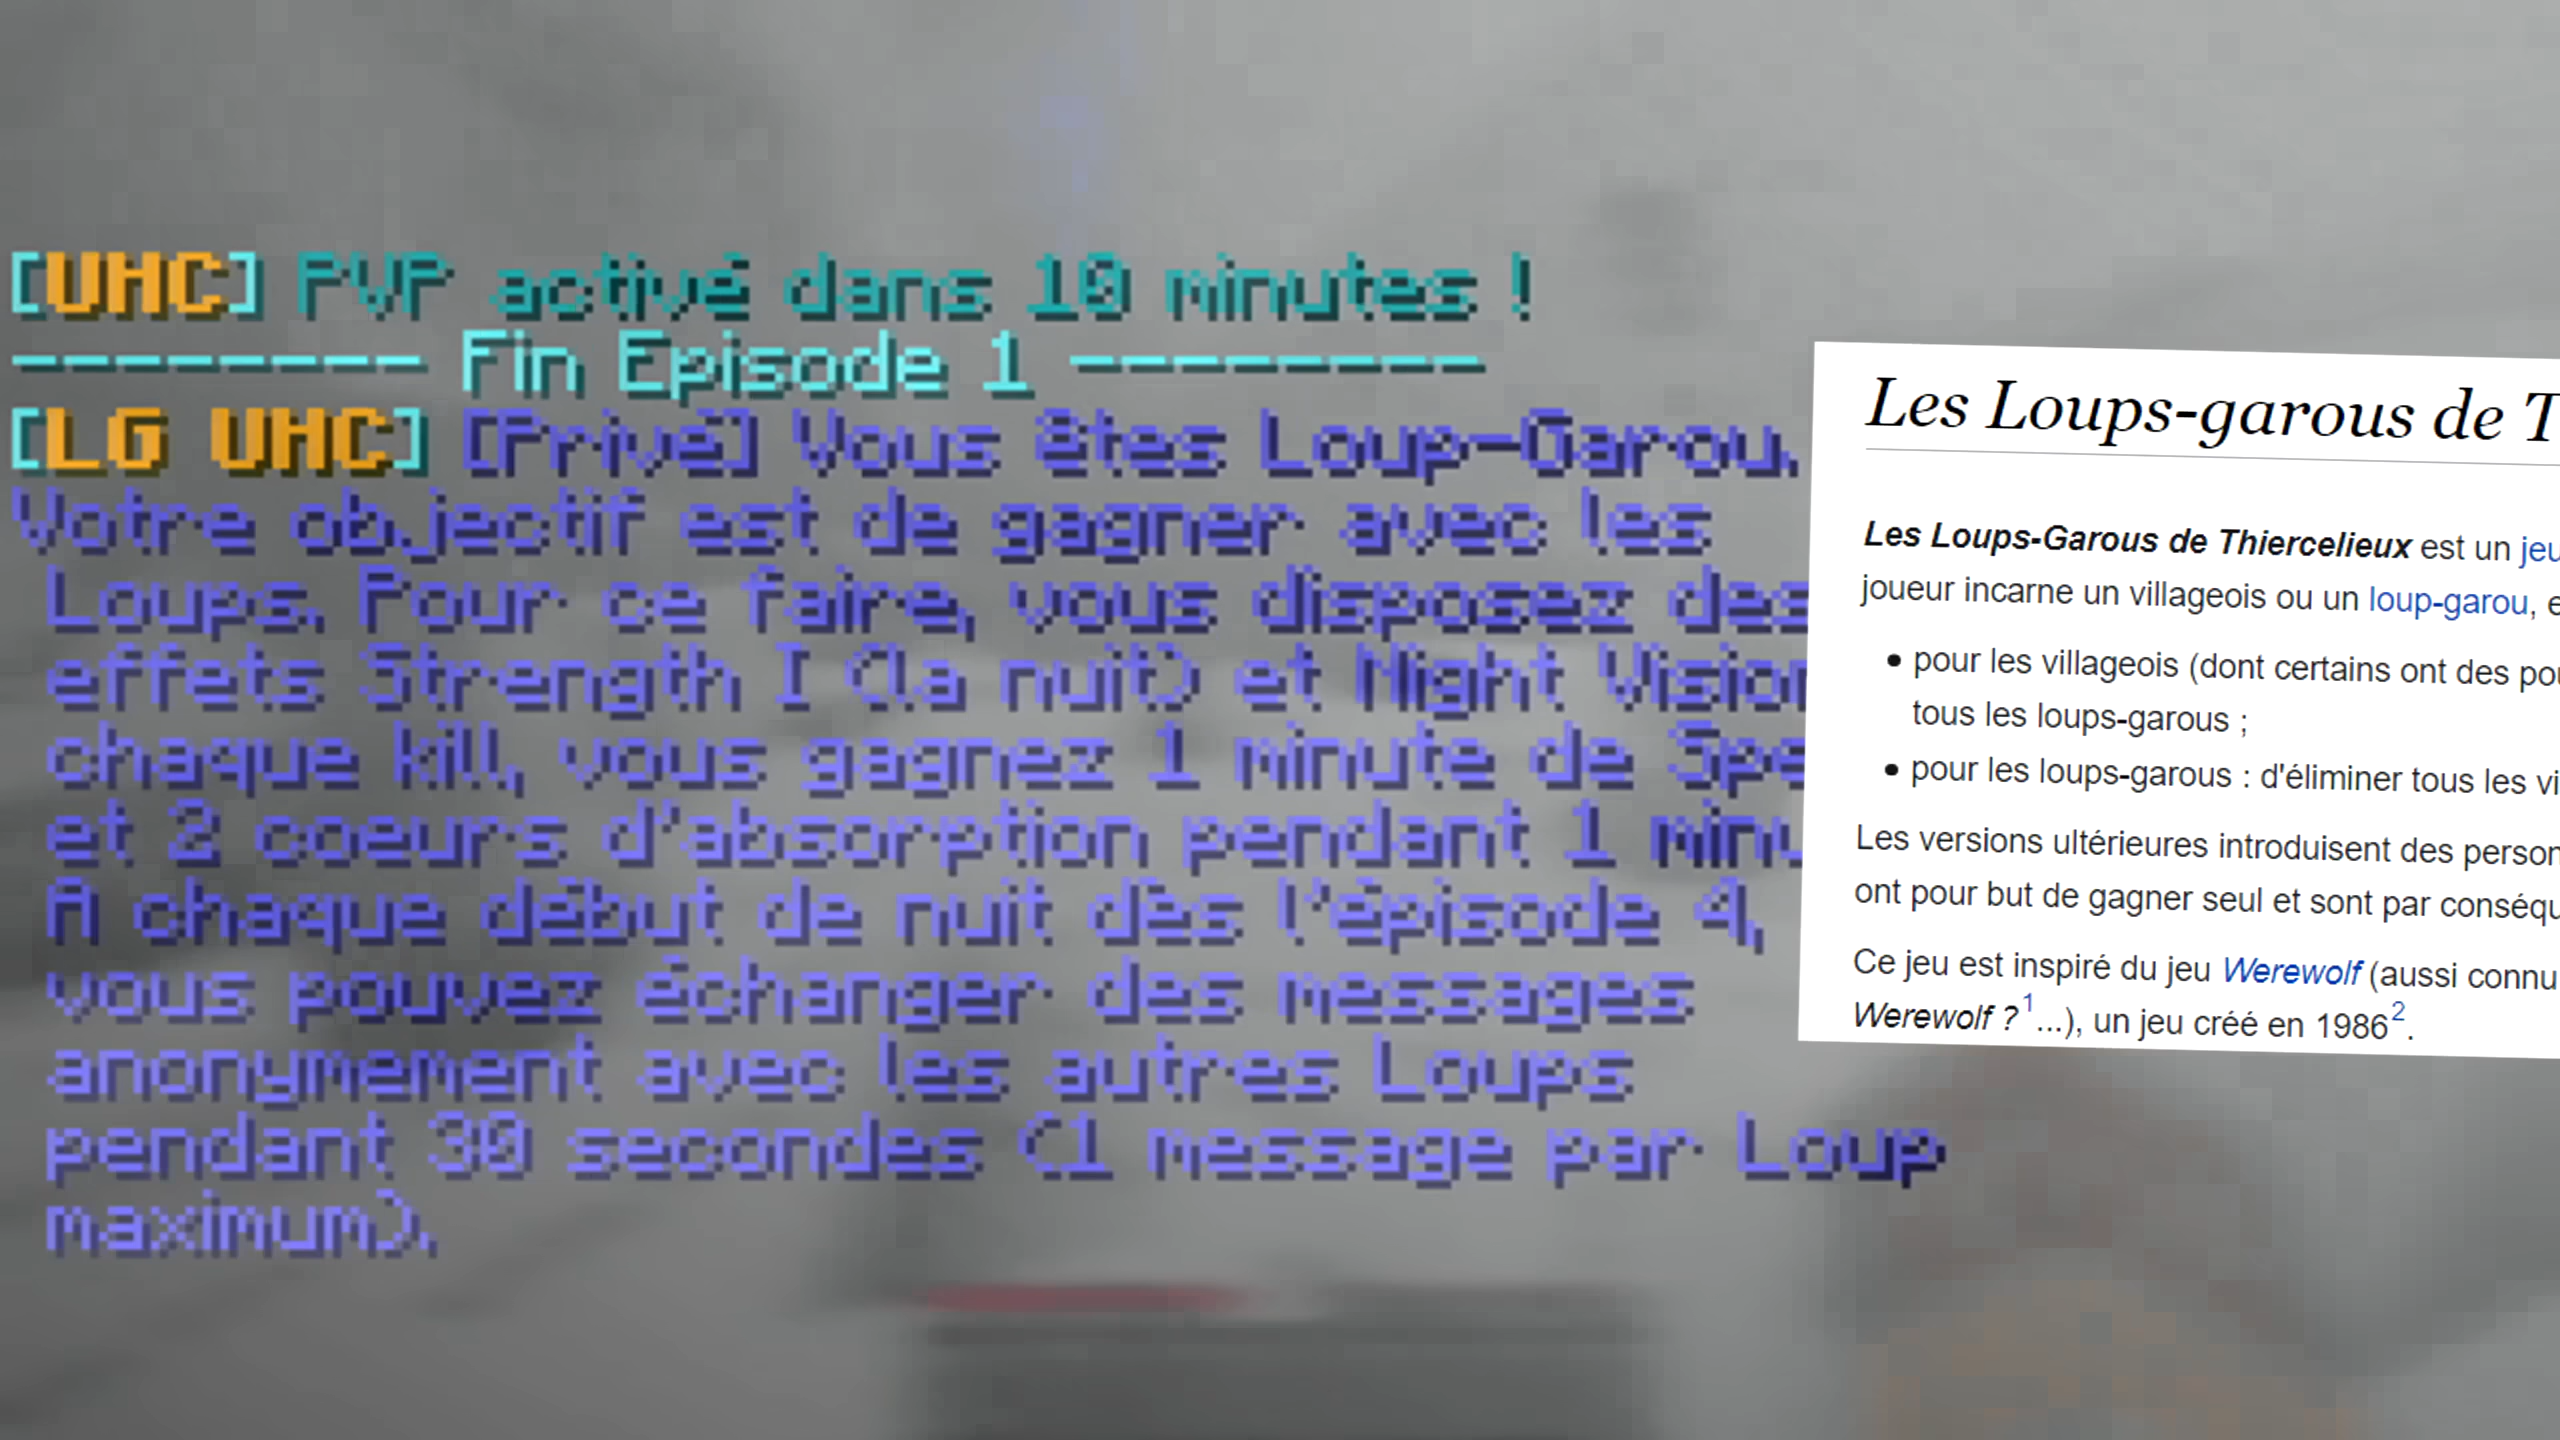 [UHC] PVP activé dans 10 minutes !
-------- Fin Episode 1 --------
[LG UHC] [Privé] Vous êtes Loup-Garou.
Votre objectif est de gagner avec les
Loups. Pour ce faire, vous disposez des
effets Strength I (la nuit) et Night Vision
chaque kill, vous gagnez 1 minute de
et 2 coeurs d'absorption pendant 1
A chaque début de nuit dès l'épisode 4,
vous pouvez échanger des messages
anonymement avec les autres Loups
pendant 30 secondes (1 message par Loup
maximum).
Les Loups-garous de
Les Loups-Garous de Thiercelieux est un jeu
joueur incarne un villageois ou un loup-garou,
• pour les villageois (dont certains ont des
tous les loups-garous ;
• pour les loups-garous : d'éliminer tous les
Les versions ultérieures introduisent des
ont pour but de gagner seul et sont par
Ce jeu est inspiré du jeu Werewolf (aussi connu
Werewolf ?1...), un jeu créé en 19862.